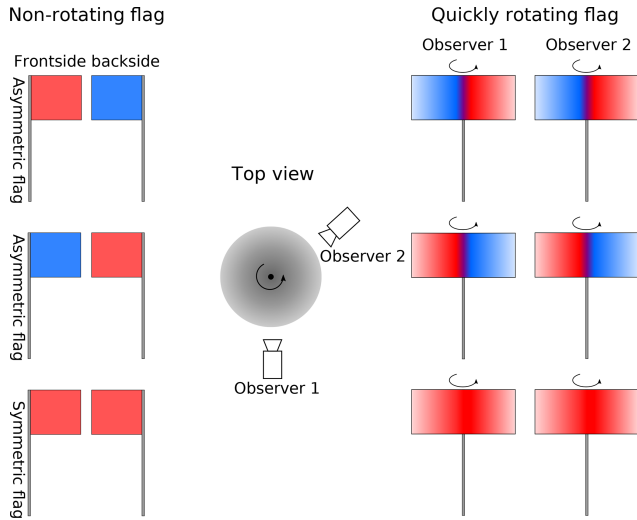 Non-rotating flag
Quickly rotating flag
Frontside backside
Observer 1
Observer 2
Asymmetric flag
Top view
Observer 2
Asymmetric flag
Observer 1
Symmetric flag